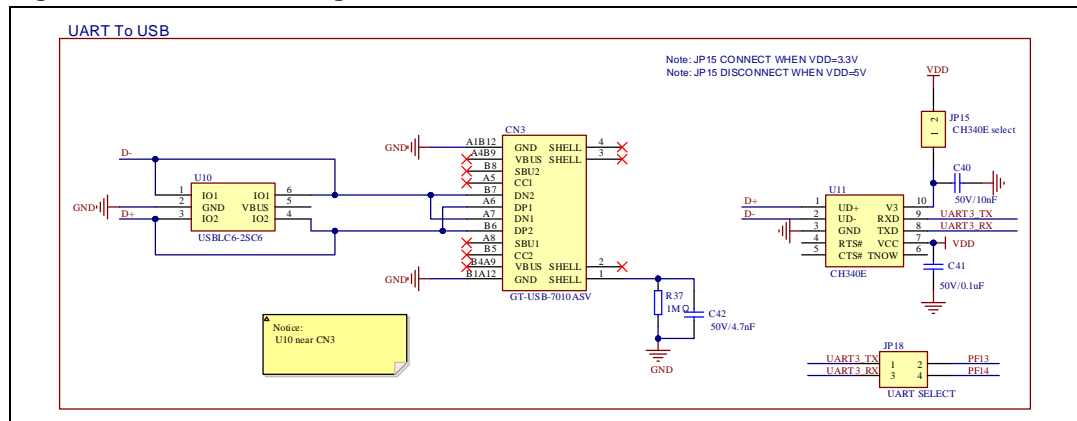 UART To USB
Note: JP15 CONNECT WHEN VDD=3.3V
Note: JP15 DISCONNECT WHEN VDD=5V
VDD
JP15
2
1
CH340E select
C40
50V/10nF
D-
U10
1 IO1 IO1 6
GND 2 GND VBUS 5
D+ 3 IO2 IO2 4
USBLC6-2SC6
CN3
GND A1B12 GND SHELL 4
A4B9 VBUS SHELL 3
B8 SBU2
A5 CC1
B7 DN2
A6 DP1
A7 DN1
B6 DP2
A8 SBU1
B5 CC2
B4A9 VBUS SHELL 2
GND B1A12 GND SHELL 1
GT-USB-7010ASV
R37
1MΩ
C42
50V/4.7nF
GND
U11
D+ 1 UD+ V3 10
D- 2 UD- RXD 9 UART3_TX
3 GND TXD 8 UART3_RX
4 RTS# VCC 7 VDD
5 CTS# TNOW 6
CH340E
C41
50V/0.1uF
Notice:
U10 near CN3
JP18
UART3_TX 1 2 PF13
UART3_RX 3 4 PF14
UART SELECT